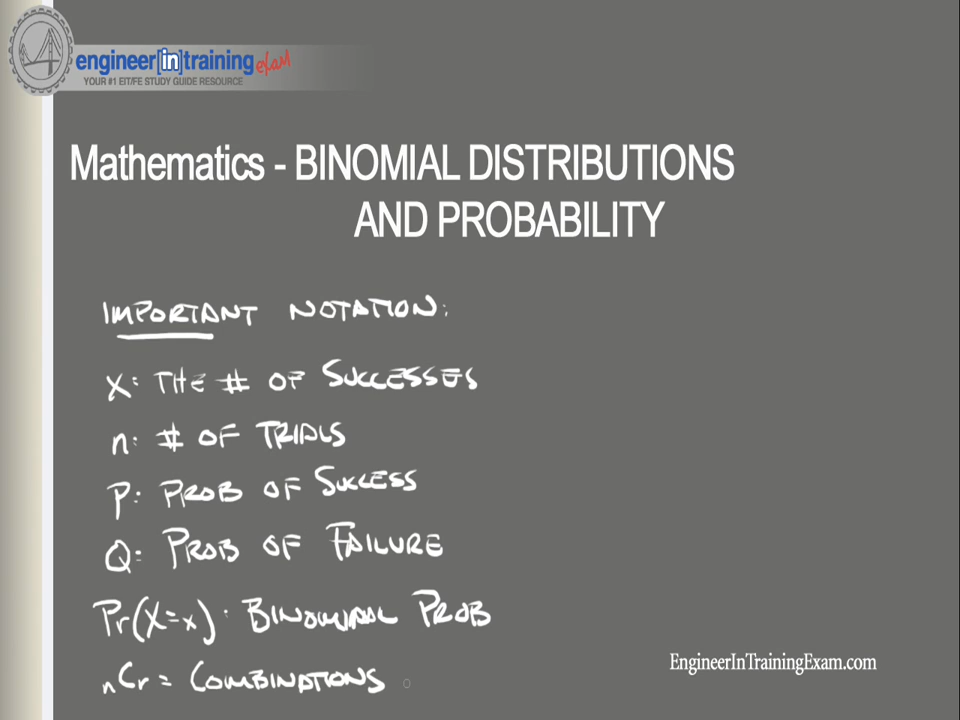 engineer[in]training exam
YOUR #1 EIT/FE STUDY GUIDE RESOURCE
Mathematics - BINOMIAL DISTRIBUTIONS
AND PROBABILITY
IMPORTANT NOTATION:
X: THE # OF SUCCESSES
n: # OF TRIALS
P: PROB OF SUCCESS
Q: PROB OF FAILURE
Pr(X=x): BINOMIAL PROB
nCr = COMBINATIONS
EngineerInTrainingExam.com